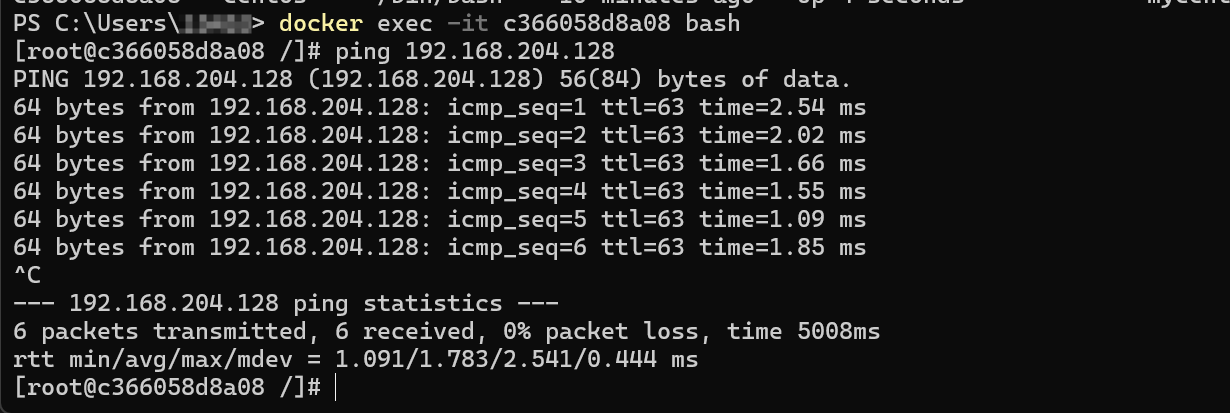 PS C:\Users\> docker exec -it c366058d8a08 bash
[root@c366058d8a08 /]# ping 192.168.204.128
PING 192.168.204.128 (192.168.204.128) 56(84) bytes of data.
64 bytes from 192.168.204.128: icmp_seq=1 ttl=63 time=2.54 ms
64 bytes from 192.168.204.128: icmp_seq=2 ttl=63 time=2.02 ms
64 bytes from 192.168.204.128: icmp_seq=3 ttl=63 time=1.66 ms
64 bytes from 192.168.204.128: icmp_seq=4 ttl=63 time=1.55 ms
64 bytes from 192.168.204.128: icmp_seq=5 ttl=63 time=1.09 ms
64 bytes from 192.168.204.128: icmp_seq=6 ttl=63 time=1.85 ms
^C
--- 192.168.204.128 ping statistics ---
6 packets transmitted, 6 received, 0% packet loss, time 5008ms
rtt min/avg/max/mdev = 1.091/1.783/2.541/0.444 ms
[root@c366058d8a08 /]#